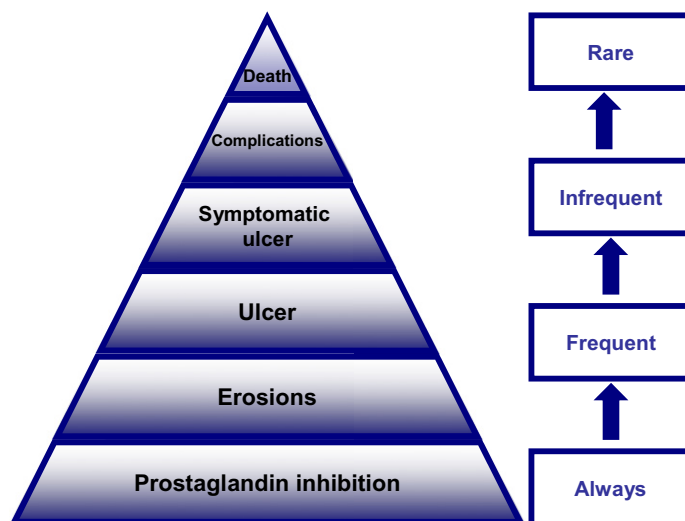 Death
Complications
Symptomatic
ulcer
Ulcer
Erosions
Prostaglandin inhibition
Rare
Infrequent
Frequent
Always